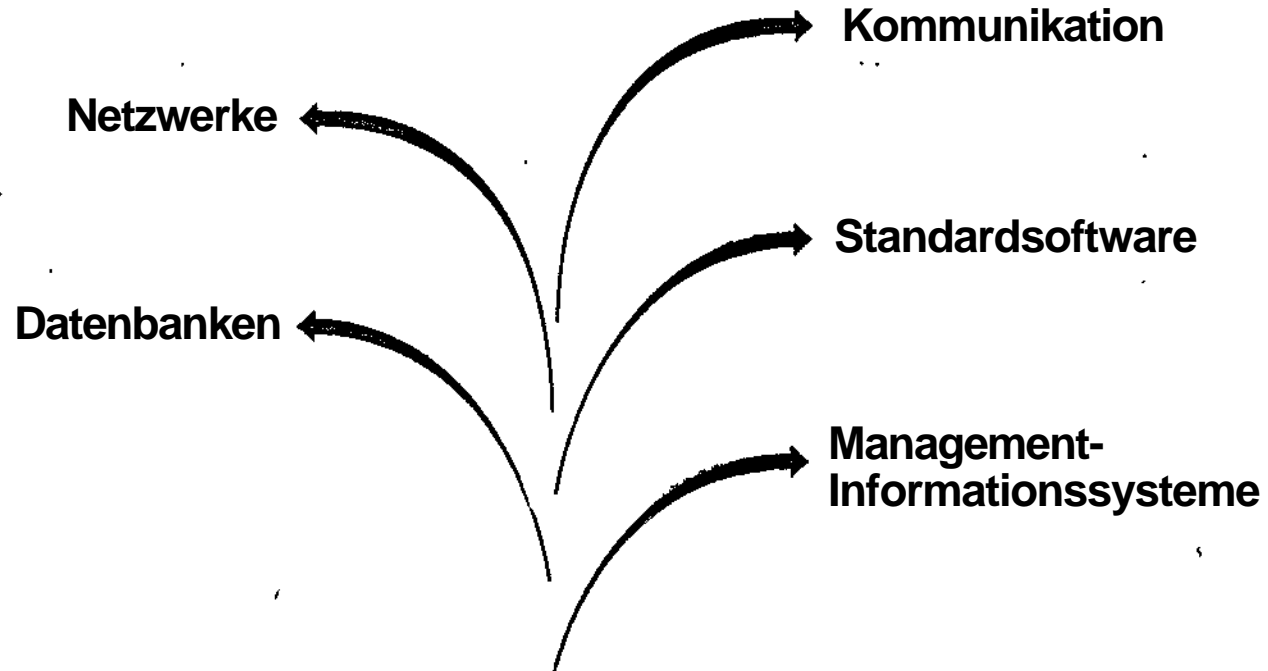 Kommunikation
Netzwerke
Standardsoftware
Datenbanken
Management-
Informationssysteme